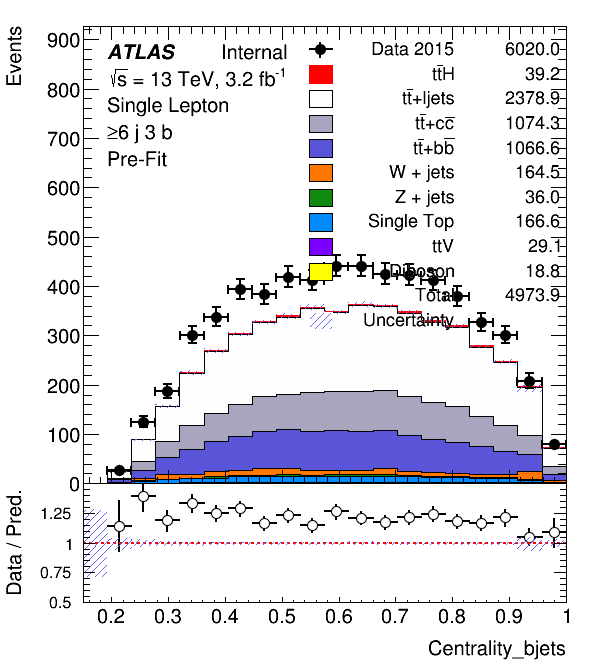 Events
900
800
700
600
500
400
300
200
100
0
ATLAS Internal
√s = 13 TeV, 3.2 fb⁻¹
Single Lepton
≥6 j 3 b
Pre-Fit
Data 2015 6020.0
tt̄H 39.2
tt̄+ljets 2378.9
tt̄+cc̄ 1074.3
tt̄+bb̄ 1066.6
W + jets 164.5
Z + jets 36.0
Single Top 166.6
ttV 29.1
Diboson 18.8
Total 4973.9
Uncertainty
Data / Pred.
1.25
1
0.75
0.5
0.2 0.3 0.4 0.5 0.6 0.7 0.8 0.9 1
Centrality_bjets